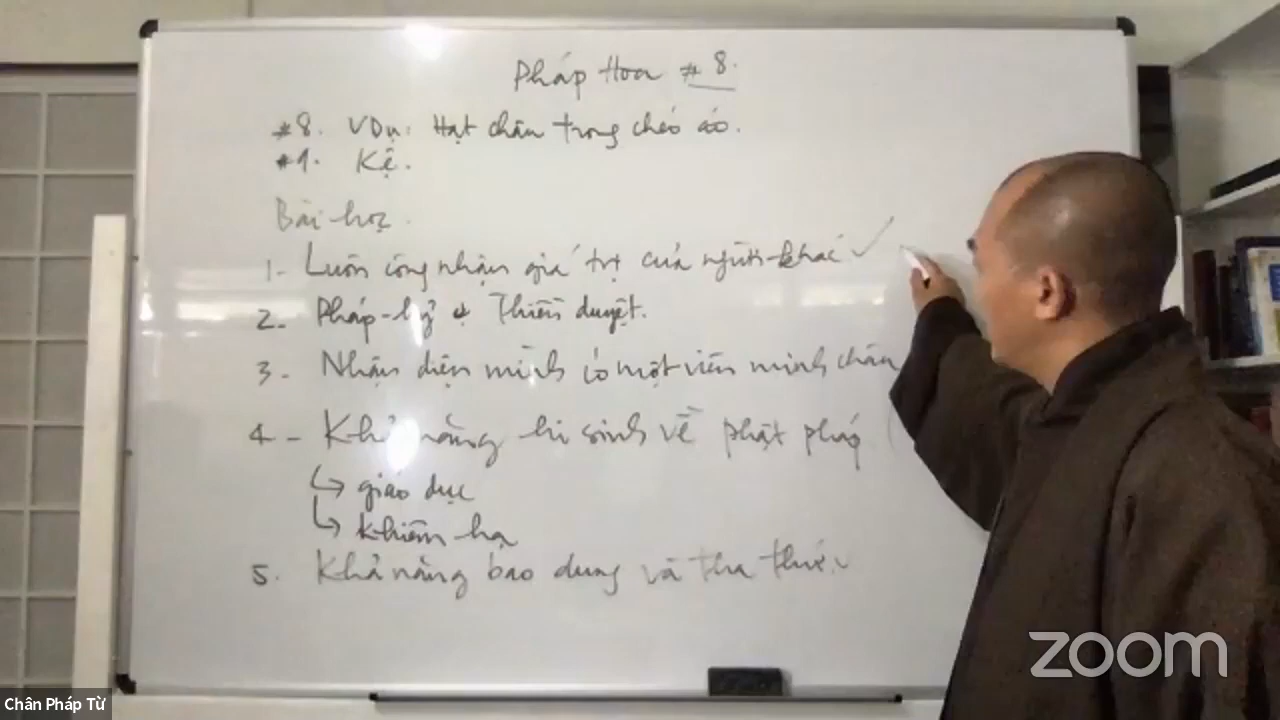 Pháp Hoa #8.
#8. VDụ: Hạt châu trong chéo áo.
#9. Kệ.
Bài học.
1- Luôn công nhận giá trị của người khác ✓
2- Pháp-hỷ & Thiền duyệt.
3- Nhận diện mình có một viên minh châu
4- Khả năng hi sinh về phật pháp (
↳ giáo dục
↳ khiêm hạ
5. Khả năng bao dung và tha thứ.
zoom
Chân Pháp Từ